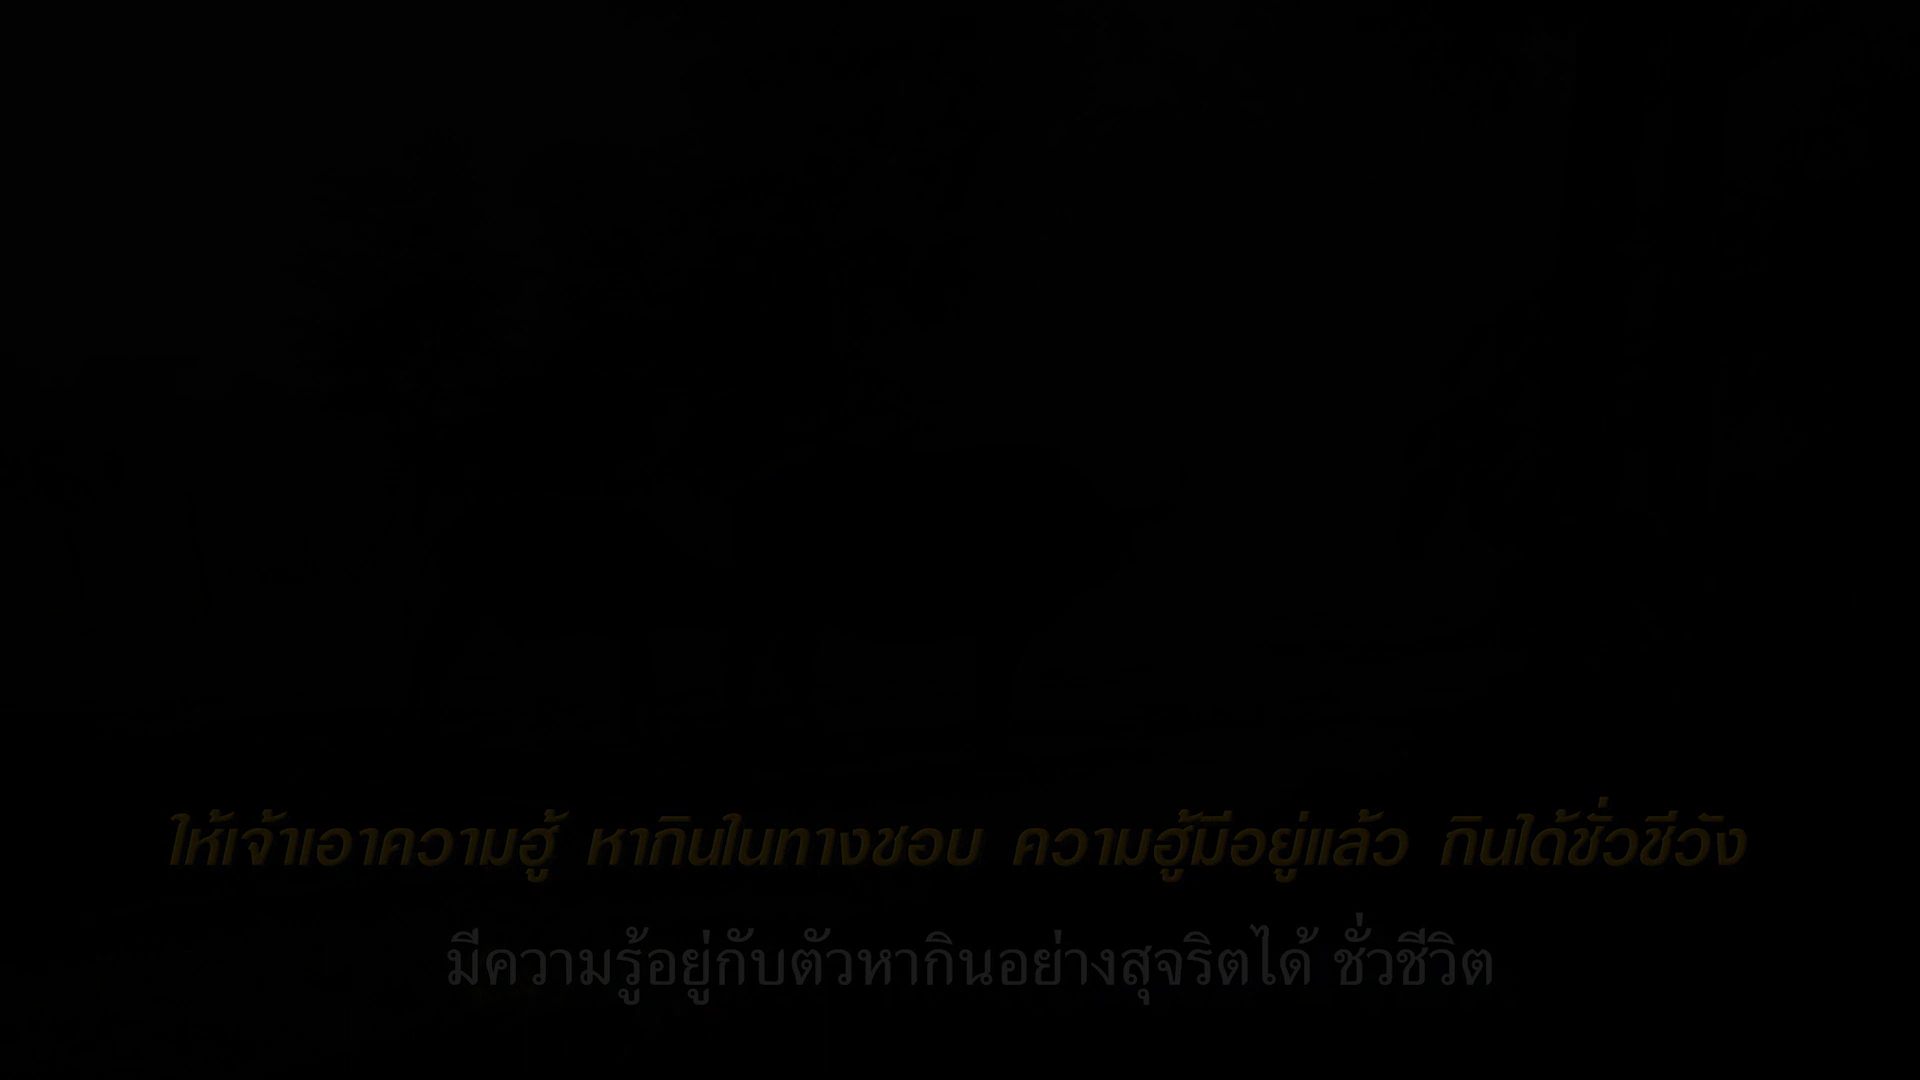 ให้เจ้าเอาความฮู้ หากินในทางชอบ ความฮู้มีอยู่แล้ว กินได้ชั่วชีวัง
มีความรู้อยู่กับตัวหากินอย่างสุจริตได้ ชั่วชีวิต